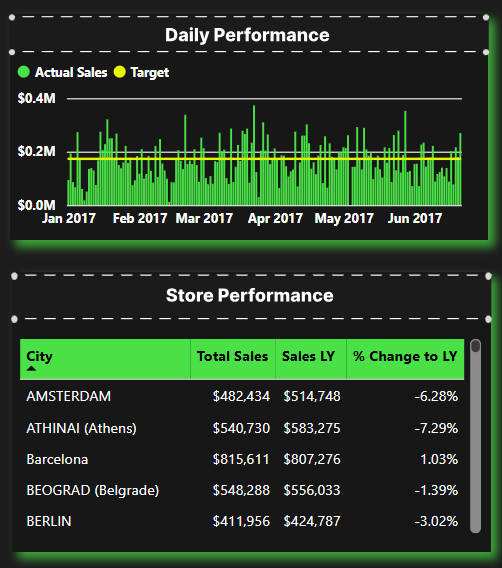 Daily Performance
Actual Sales Target
$0.4M
$0.2M
$0.0M
Jan 2017 Feb 2017 Mar 2017 Apr 2017 May 2017 Jun 2017
Store Performance
City Total Sales Sales LY % Change to LY
AMSTERDAM $482,434 $514,748 -6.28%
ATHINAI (Athens) $540,730 $583,275 -7.29%
Barcelona $815,611 $807,276 1.03%
BEOGRAD (Belgrade) $548,288 $556,033 -1.39%
BERLIN $411,956 $424,787 -3.02%